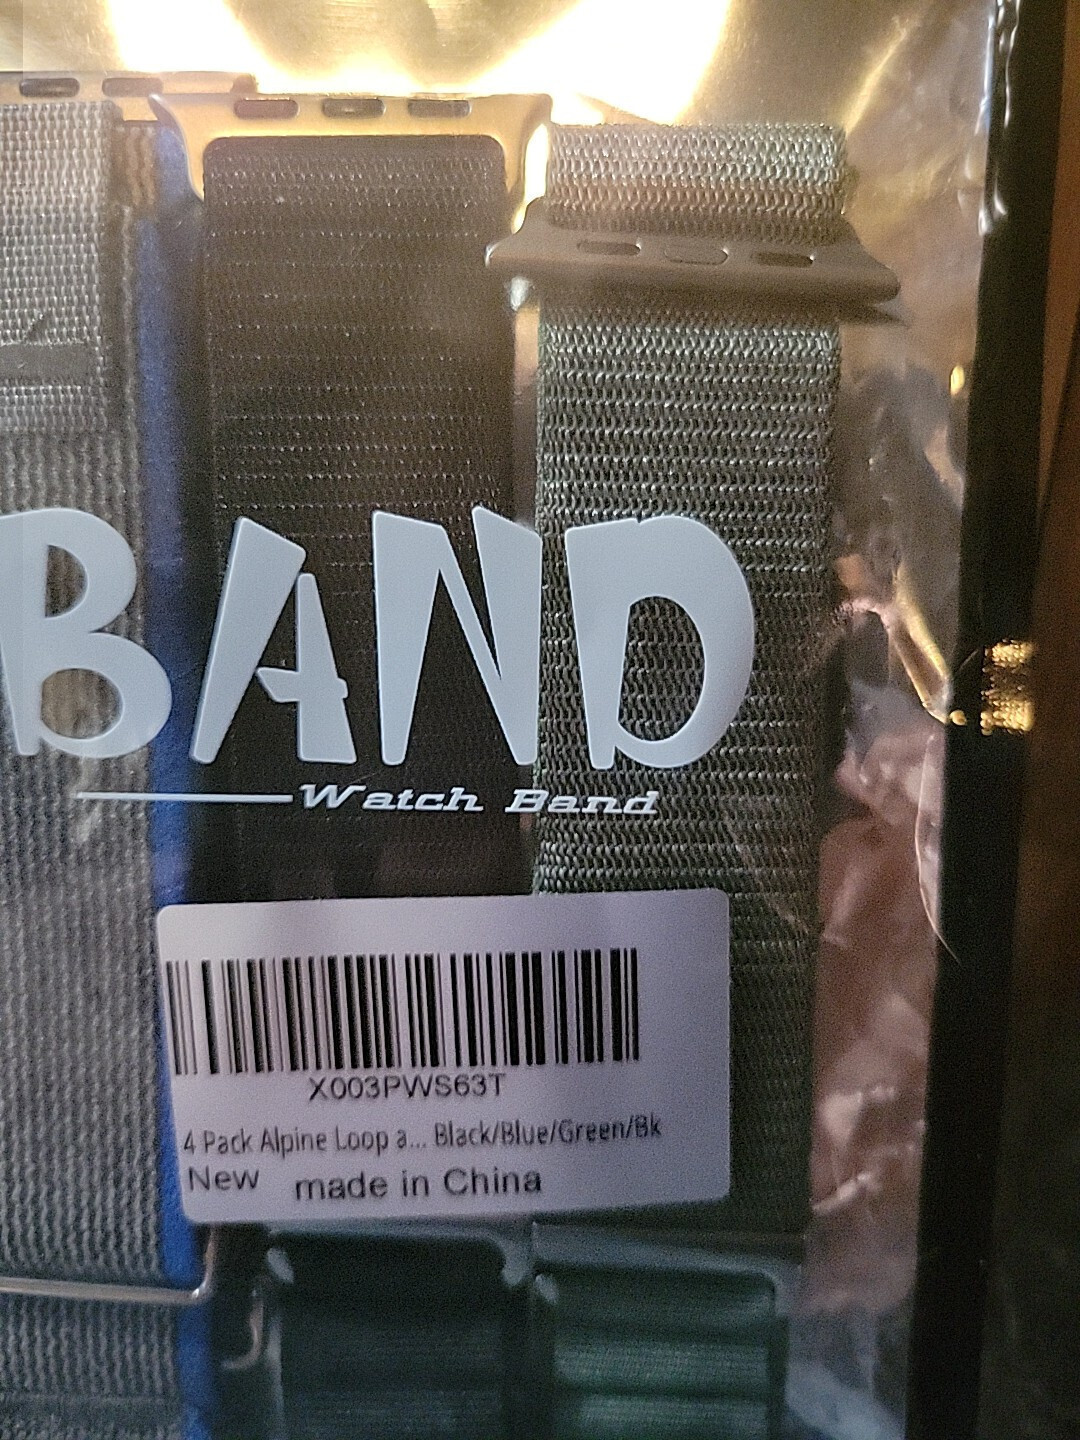 BAND
Watch Band
X003PWS63T
4 Pack Alpine Loop a... Black/Blue/Green/Bk
New made in China